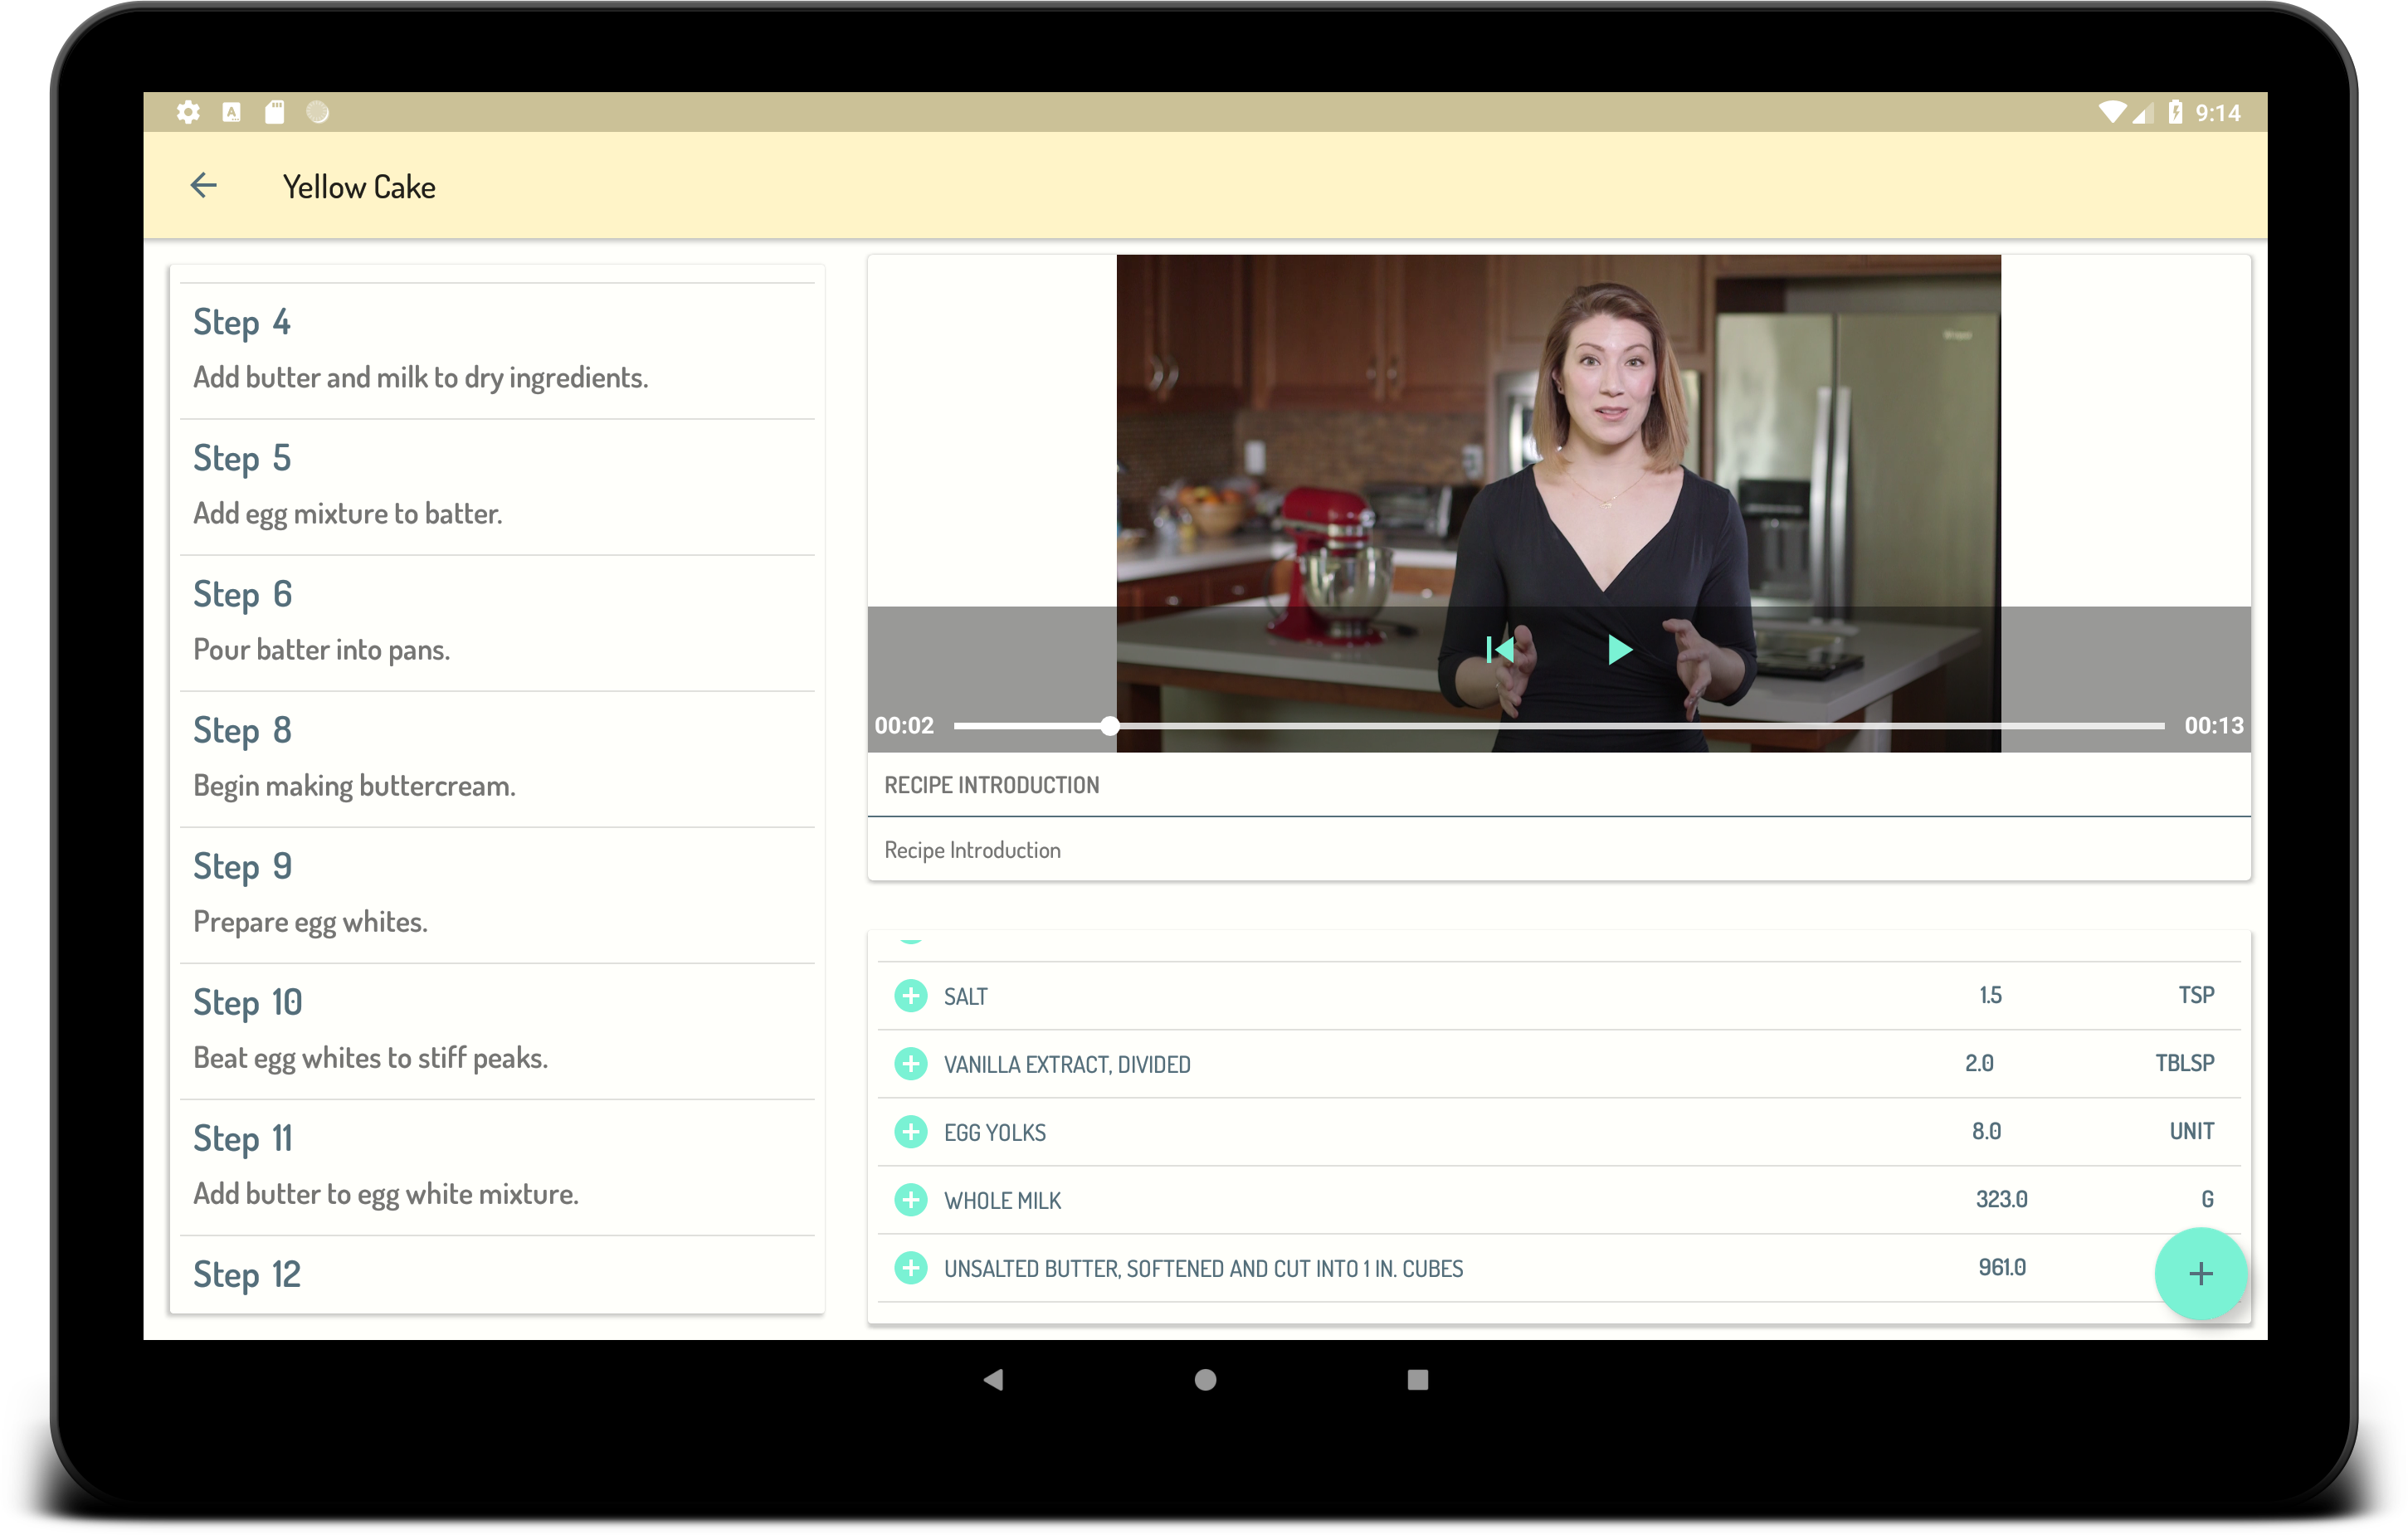 9:14
Yellow Cake
Step 4
Add butter and milk to dry ingredients.
Step 5
Add egg mixture to batter.
Step 6
Pour batter into pans.
Step 8
Begin making buttercream.
Step 9
Prepare egg whites.
Step 10
Beat egg whites to stiff peaks.
Step 11
Add butter to egg white mixture.
Step 12
00:02 00:13
RECIPE INTRODUCTION
Recipe Introduction
SALT 1.5 TSP
VANILLA EXTRACT, DIVIDED 2.0 TBLSP
EGG YOLKS 8.0 UNIT
WHOLE MILK 323.0 G
UNSALTED BUTTER, SOFTENED AND CUT INTO 1 IN. CUBES 961.0